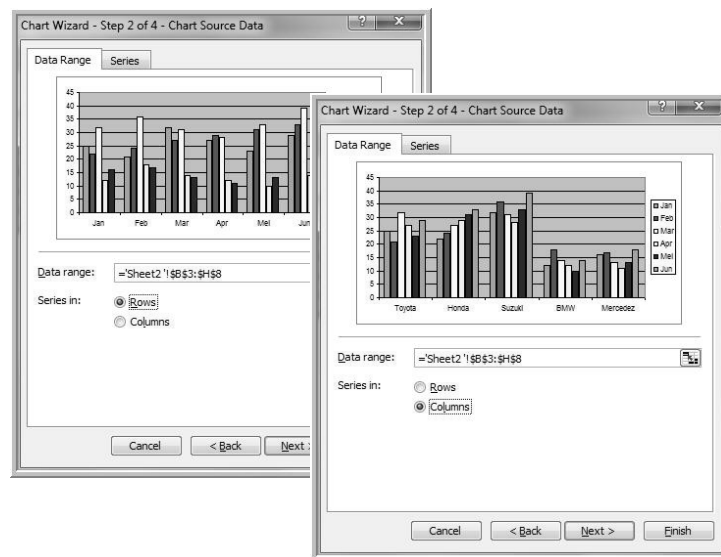 Chart Wizard - Step 2 of 4 - Chart Source Data
Data Range
Series
45
40
35
30
25
20
15
10
5
0
Jan
Feb
Mar
Apr
Mei
Jun
Data range:
='Sheet2 '!$B$3:$H$8
Series in:
Rows
Columns
Cancel
< Back
Next
Chart Wizard - Step 2 of 4 - Chart Source Data
Data Range
Series
45
40
35
30
25
20
15
10
5
0
Toyota
Honda
Suzuki
BMW
Mercedez
Jan
Feb
Mar
Apr
Mei
Jun
Data range:
='Sheet2 '!$B$3:$H$8
Series in:
Rows
Columns
Cancel
< Back
Next >
Finish